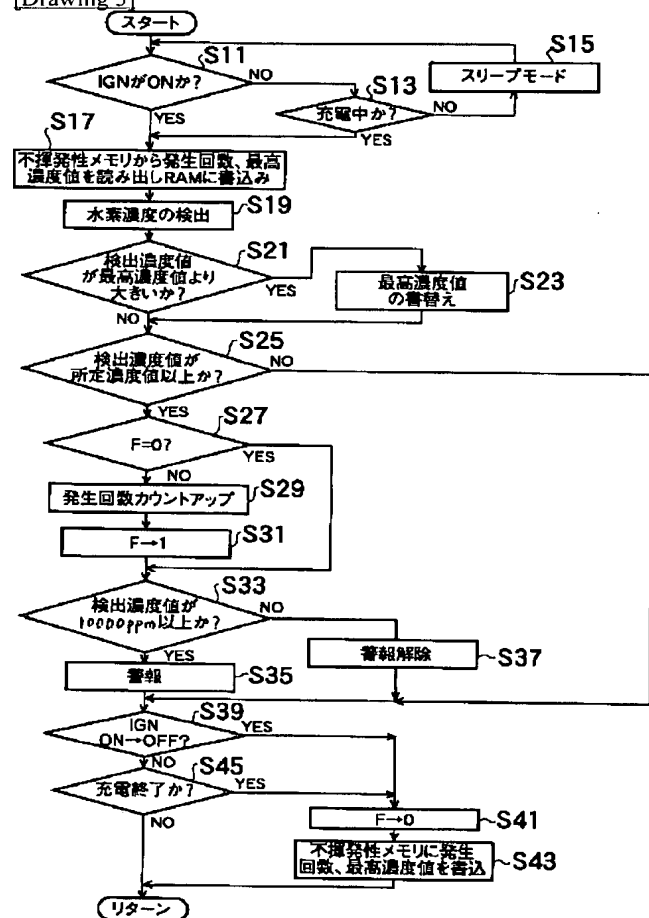 [Drawing 3]
スタート
S11
IGNがONか?
NO
YES
S13
充電中か?
NO
YES
S15
スリープモード
S17
不揮発性メモリから発生回数、最高
濃度値を読み出しRAMに書込み
水素濃度の検出
S19
S21
検出濃度値
が最高濃度値より
大きいか?
YES
NO
最高濃度値
の書替え
S23
S25
検出濃度値が
所定濃度値以上か?
NO
YES
S27
F=0?
YES
NO
発生回数カウントアップ
S29
F→1
S31
S33
検出濃度値が
10000ppm以上か?
NO
YES
警報
S35
警報解除
S37
S39
IGN
ON→OFF?
YES
NO
S45
充電終了か?
YES
NO
F→0
S41
不揮発性メモリに発生
回数、最高濃度値を書込
S43
リターン